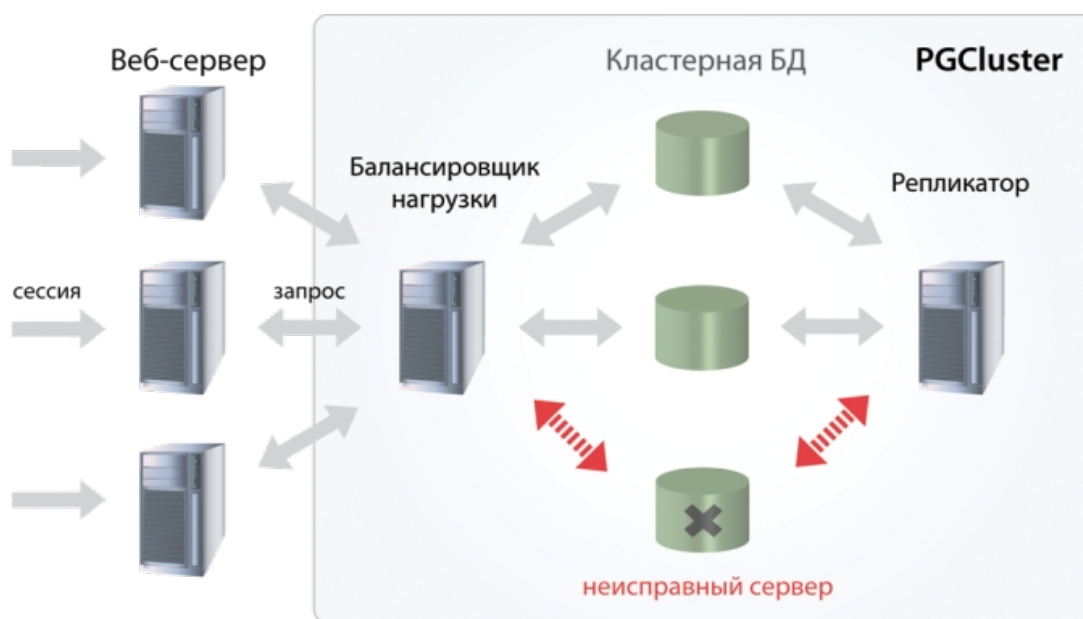 Веб-сервер
Кластерная БД
PGCluster
Балансировщик
нагрузки
Репликатор
сессия
запрос
неисправный сервер